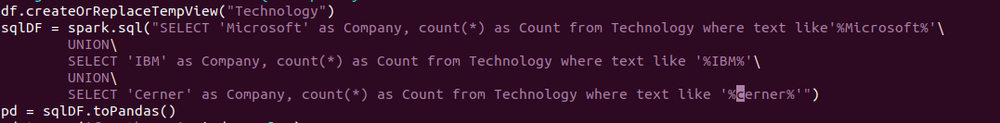 df.createOrReplaceTempView("Technology")
sqlDF = spark.sql("SELECT 'Microsoft' as Company, count(*) as Count from Technology where text like'%Microsoft%'\
        UNION\
        SELECT 'IBM' as Company, count(*) as Count from Technology where text like '%IBM%'\
        UNION\
        SELECT 'Cerner' as Company, count(*) as Count from Technology where text like '%cerner%'")
pd = sqlDF.toPandas()